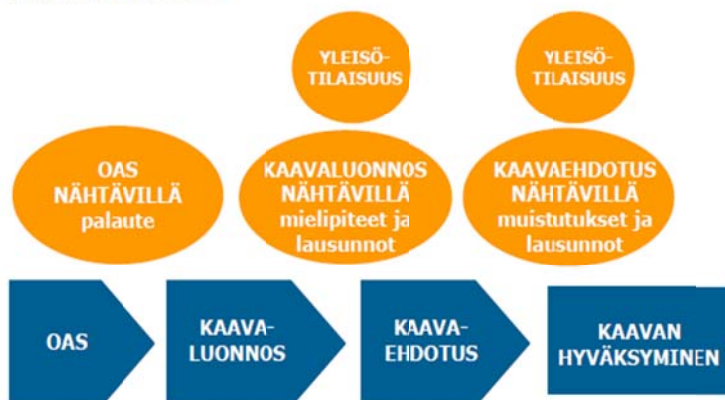 YLEISÖ-
TILAISUUS
YLEISÖ-
TILAISUUS
OAS
NÄHTÄVILLÄ
palaute
KAAVALUONNOS
NÄHTÄVILLÄ
mielipiteet ja
lausunnot
KAAVAEHDOTUS
NÄHTÄVILLÄ
muistutukset ja
lausunnot
OAS
KAAVA-
LUONNOS
KAAVA-
EHDOTUS
KAAVAN
HYVÄKSYMINEN